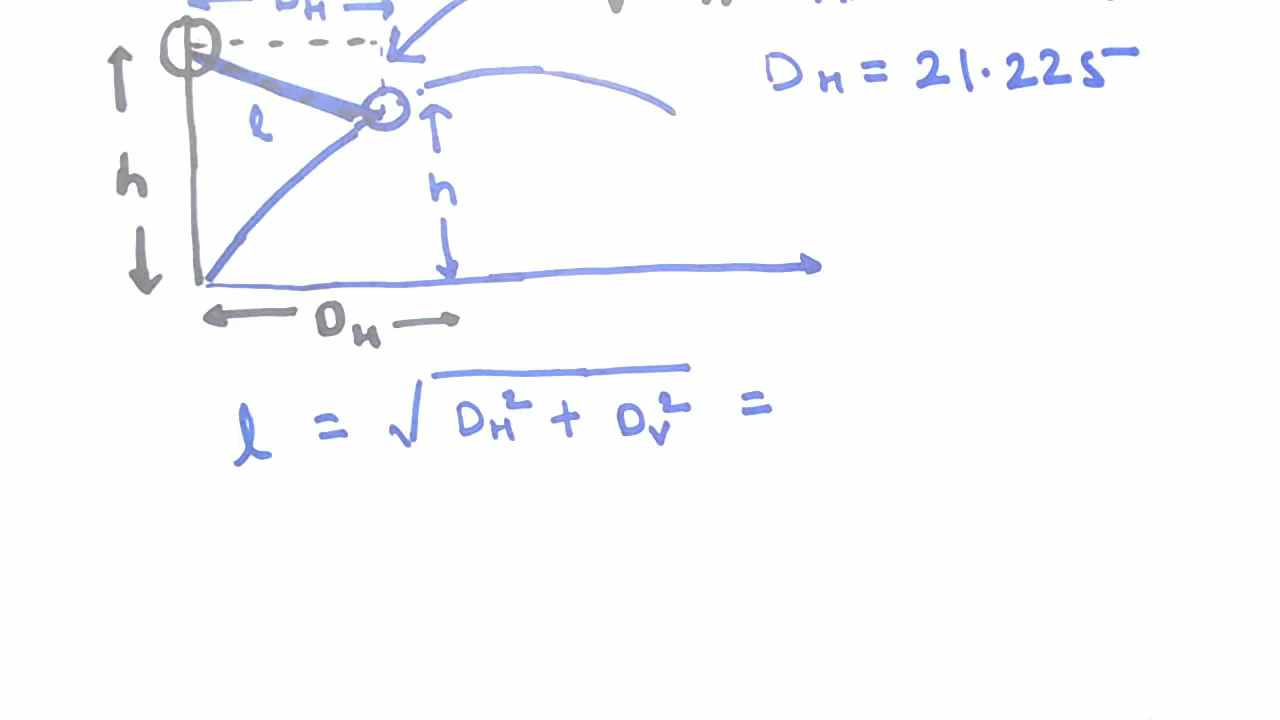 D_H
D_H = 21.225
l
h
h
D_H
l = √(D_H² + D_V²) =